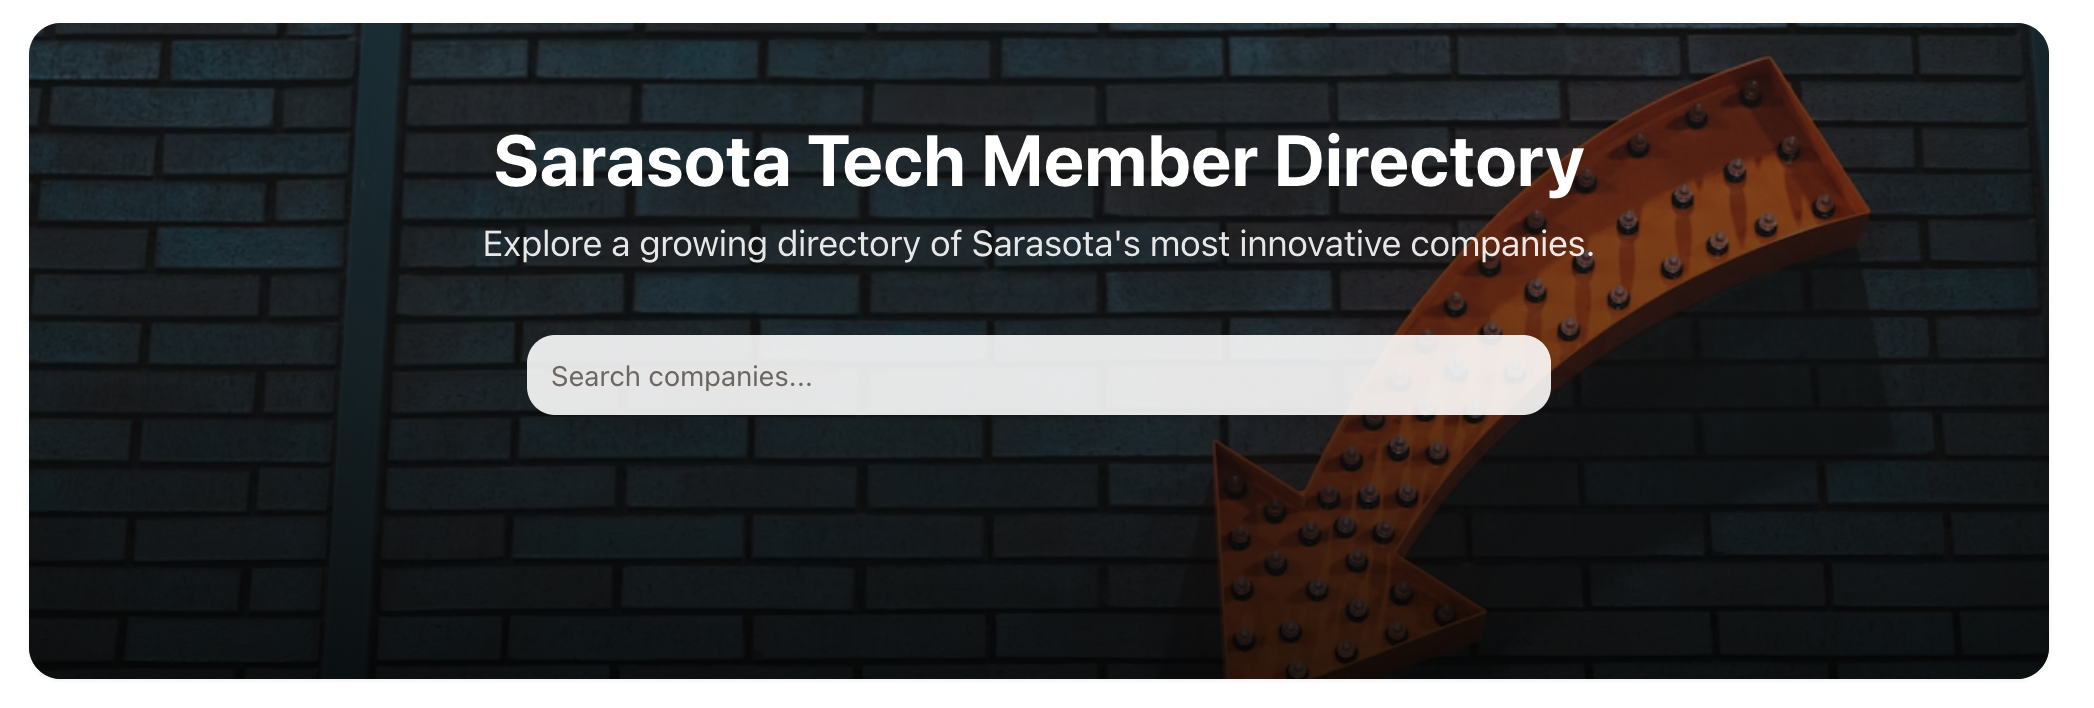 Sarasota Tech Member Directory
Explore a growing directory of Sarasota's most innovative companies.
Search companies...